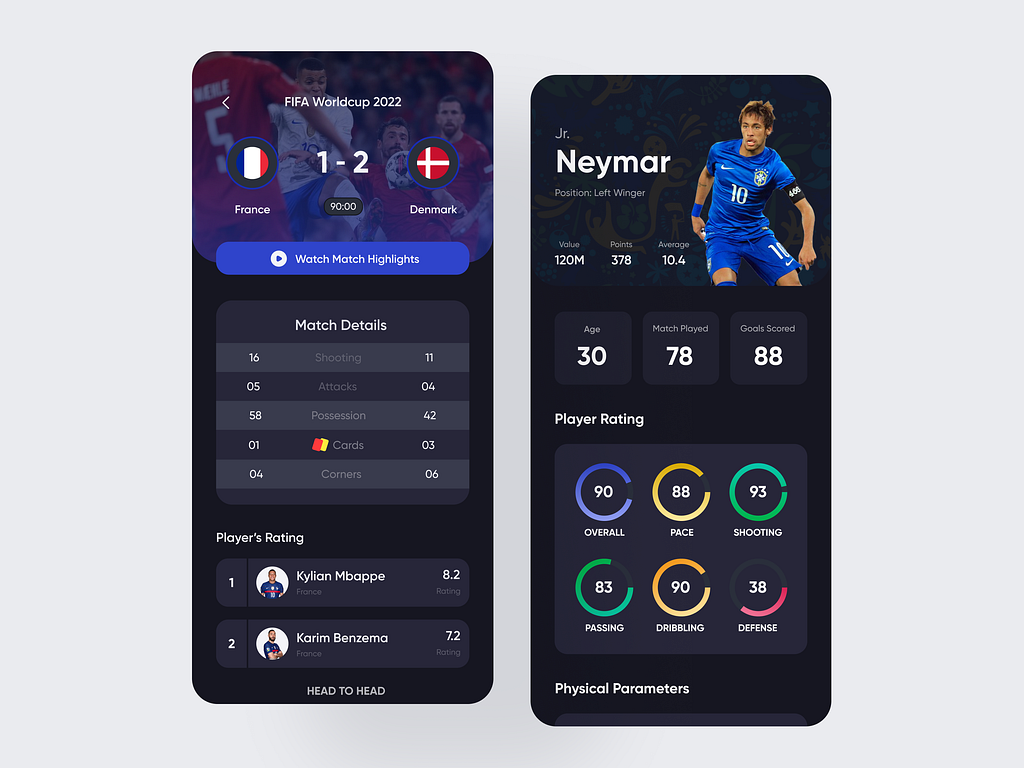 FIFA Worldcup 2022
5
10
1 - 2
90:00
France
Denmark
Watch Match Highlights
Match Details
16 Shooting 11
05 Attacks 04
58 Possession 42
01 Cards 03
04 Corners 06
Player's Rating
1 Kylian Mbappe 8.2
France Rating
2 Karim Benzema 7.2
France Rating
HEAD TO HEAD
Jr.
Neymar
Position: Left Winger
10
10
Value Points Average
120M 378 10.4
Age Match Played Goals Scored
30 78 88
Player Rating
90 88 93
OVERALL PACE SHOOTING
83 90 38
PASSING DRIBBLING DEFENSE
Physical Parameters